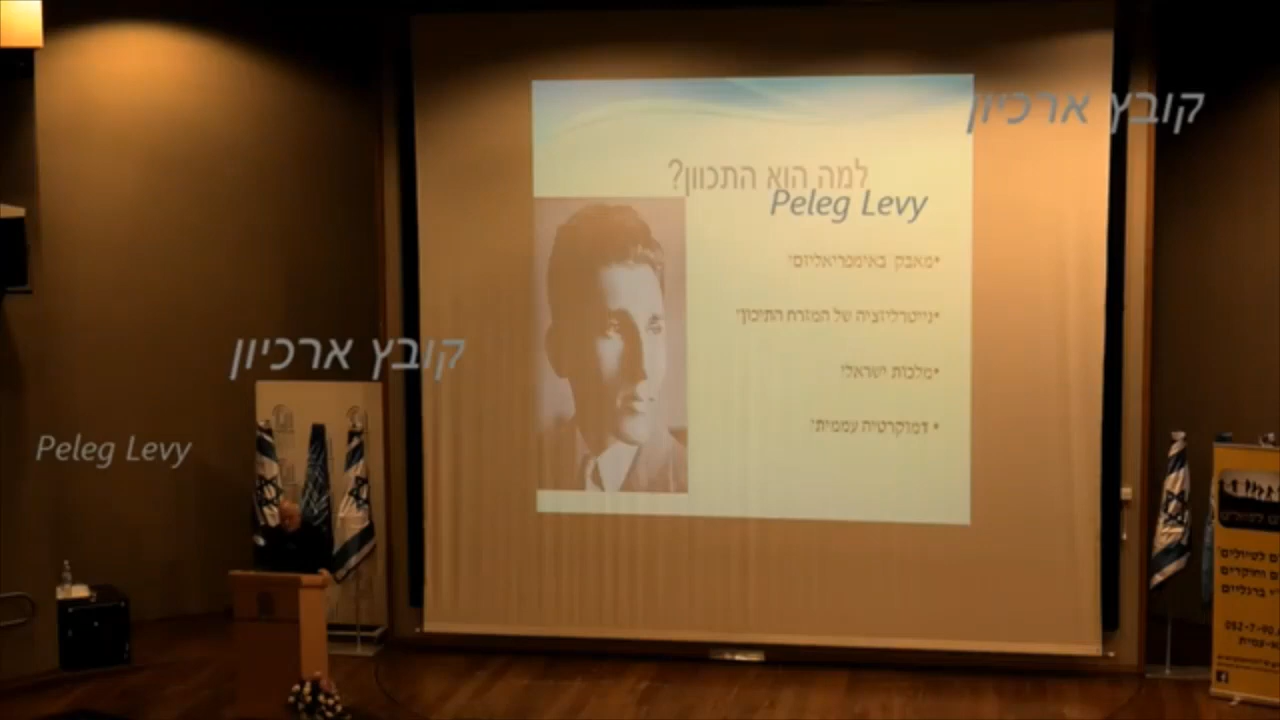 קובץ ארכיון
למה הוא התכוון?
Peleg Levy
•מאבק באימפריאליזם?
•נייטרליזציה של המזרח התיכון?
•מלכות ישראל?
• דמוקרטיה עממית?
קובץ ארכיון
Peleg Levy